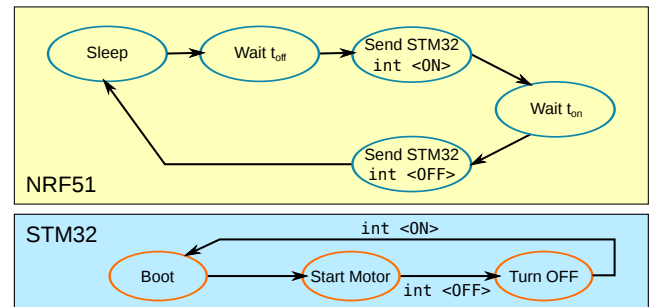 Sleep
Wait toff
Send STM32
int <ON>
Wait ton
Send STM32
int <OFF>
NRF51
STM32
int <ON>
Boot
Start Motor
int <OFF>
Turn OFF